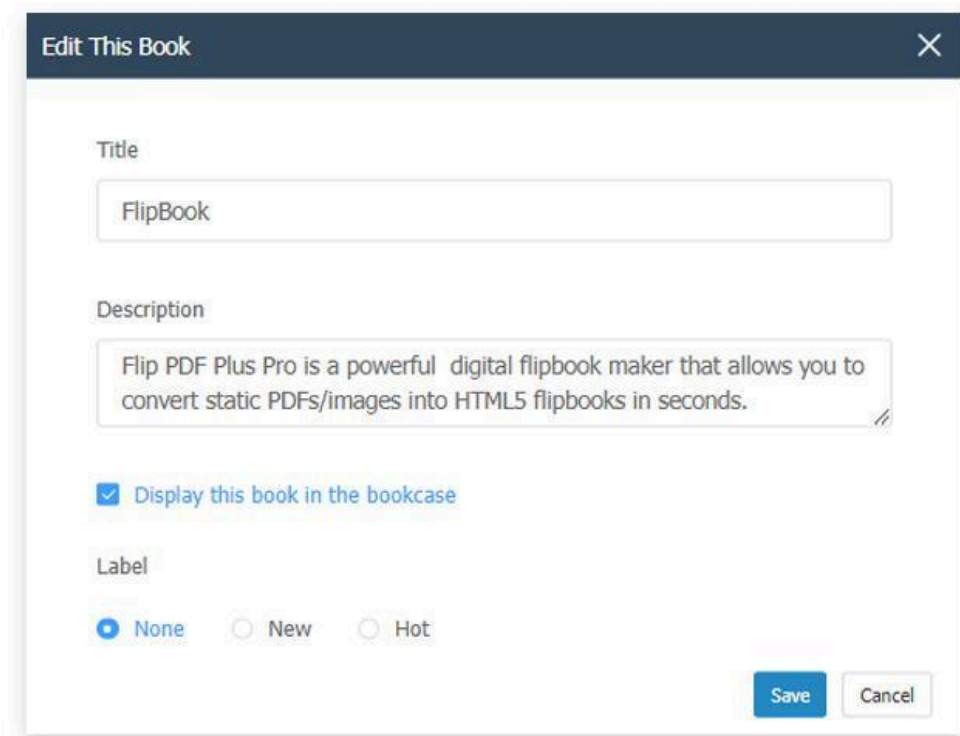 Edit This Book
Title
FlipBook
Description
Flip PDF Plus Pro is a powerful  digital flipbook maker that allows you to
convert static PDFs/images into HTML5 flipbooks in seconds.
Display this book in the bookcase
Label
None New Hot
Save Cancel